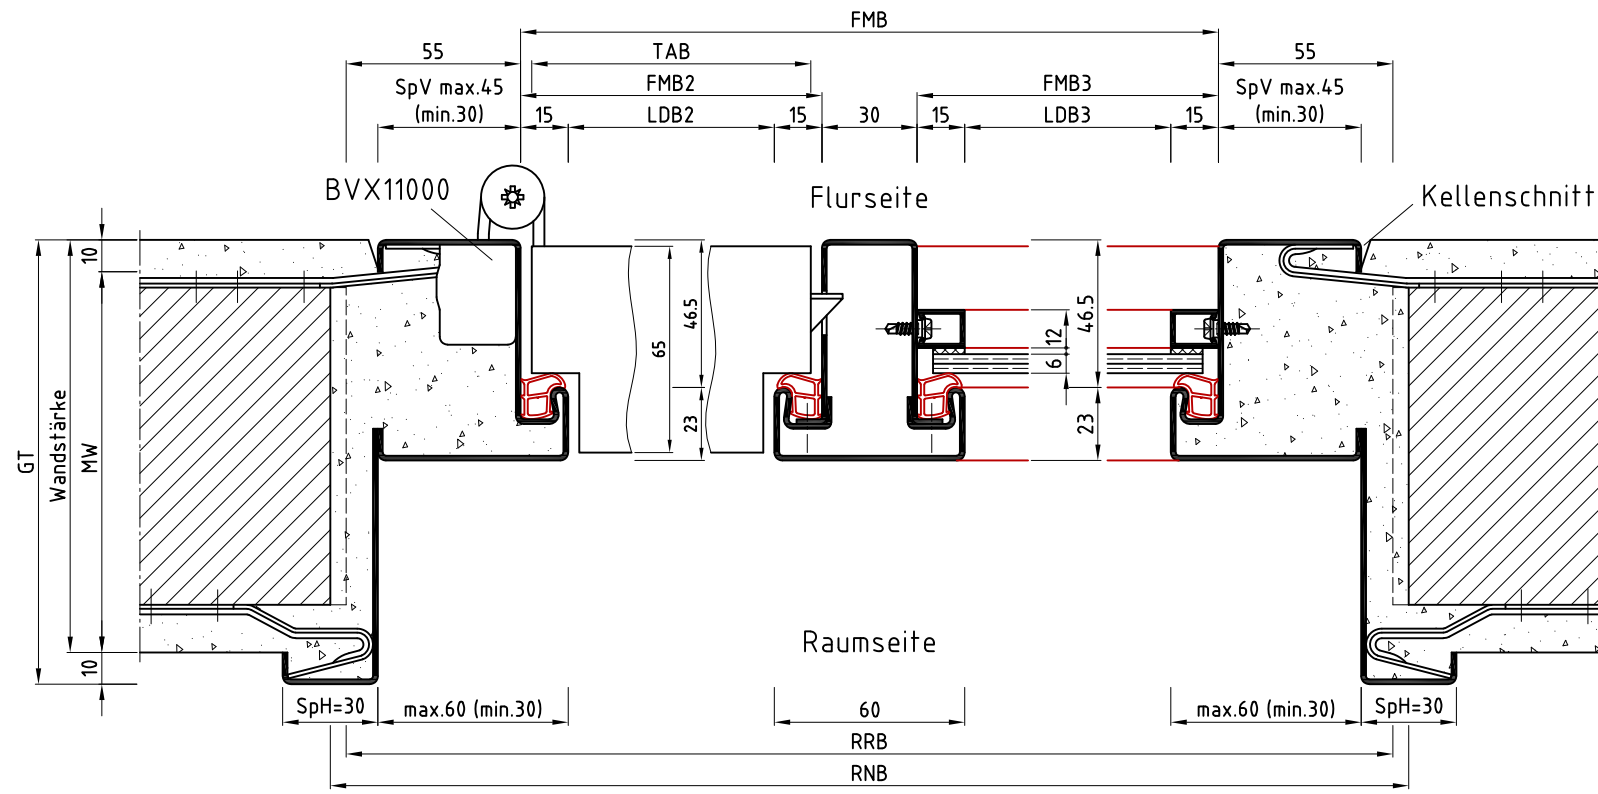 FMB
55
TAB
55
SpV max.45
(min.30)
FMB2
FMB3
SpV max.45
(min.30)
15
LDB2
15
30
15
LDB3
15
BVX11000
Flurseite
Kellenschnitt
10
46.5
65
46.5
12
6
23
23
GT
Wandstärke
MW
10
Raumseite
SpH=30
max.60 (min.30)
60
max.60 (min.30)
SpH=30
RRB
RNB